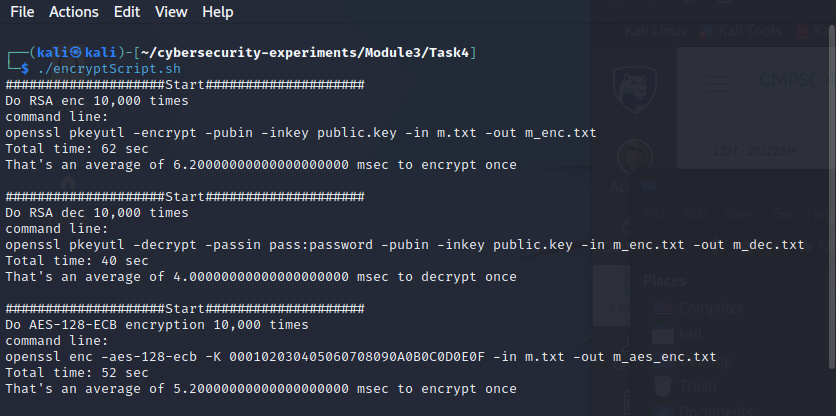 File Actions Edit View Help
Kali Linux Kali Tools
┌──(kali㉿kali)-[~/cybersecurity-experiments/Module3/Task4]
└─$ ./encryptScript.sh
####################Start####################
Do RSA enc 10,000 times
command line:
openssl pkeyutl -encrypt -pubin -inkey public.key -in m.txt -out m_enc.txt
Total time: 62 sec
That's an average of 6.20000000000000000000 msec to encrypt once
####################Start####################
Do RSA dec 10,000 times
command line:
openssl pkeyutl -decrypt -passin pass:password -pubin -inkey public.key -in m_enc.txt -out m_dec.txt
Total time: 40 sec
That's an average of 4.00000000000000000000 msec to decrypt once
####################Start####################
Do AES-128-ECB encryption 10,000 times
command line:
openssl enc -aes-128-ecb -K 000102030405060708090A0B0C0D0E0F -in m.txt -out m_aes_enc.txt
Total time: 52 sec
That's an average of 5.20000000000000000000 msec to encrypt once
CMPSC
File Edit View Go
Places
Computer
kali
Trash